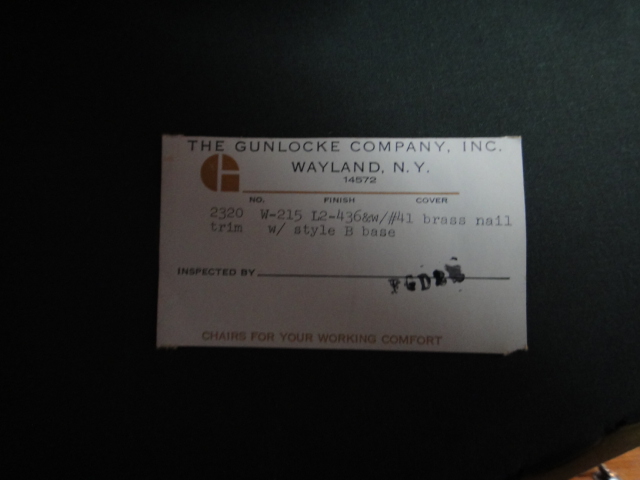 THE GUNLOCKE COMPANY, INC.
WAYLAND, N.Y.
14572
NO. FINISH COVER
2320 W-215 L2-436&w/#41 brass nail
trim w/ style B base
INSPECTED BY
CHAIRS FOR YOUR WORKING COMFORT